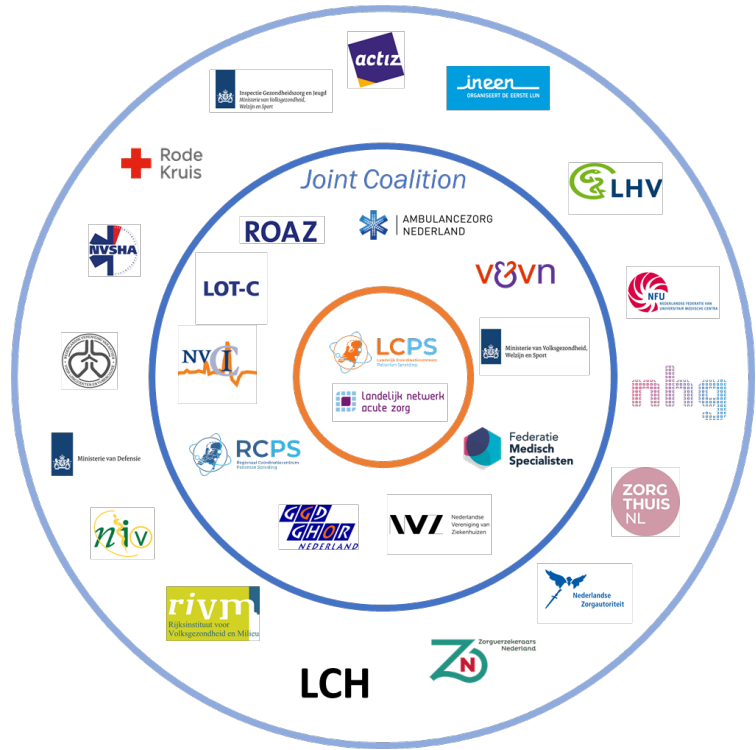 actiz
Inspectie Gezondheidszorg en Jeugd
Ministerie van Volksgezondheid,
Welzijn en Sport
ineen
ORGANISEERT DE EERSTE LIJN
Rode
Kruis
Joint Coalition
LHV
ROAZ
AMBULANCEZORG
NEDERLAND
NVSHA
LOT-C
v&vn
NFU
NEDERLANDSE FEDERATIE VAN
UNIVERSITAIR MEDISCHE CENTRA
NVIC
LCPS
Landelijk Coördinatiecentrum
Patiënten Spreiding
Ministerie van Volksgezondheid,
Welzijn en Sport
landelijk netwerk
acute zorg
nhg
RCPS
Regionaal Coördinatiecentrum
Patiënten Spreiding
Federatie
Medisch
Specialisten
Ministerie van Defensie
ZORG
THUIS
NL
GGD
GHOR
NEDERLAND
NVZ
Nederlandse
Vereniging van
Ziekenhuizen
niv
Nederlandse
Zorgautoriteit
rivm
Rijksinstituut voor
Volksgezondheid en Milieu
Zorgverzekeraars
Nederland
ZN
LCH